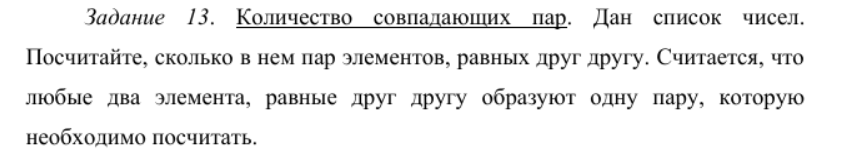 Задание 13. Количество совпадающих пар. Дан список чисел.
Посчитайте, сколько в нем пар элементов, равных друг другу. Считается, что
любые два элемента, равные друг другу образуют одну пару, которую
необходимо посчитать.